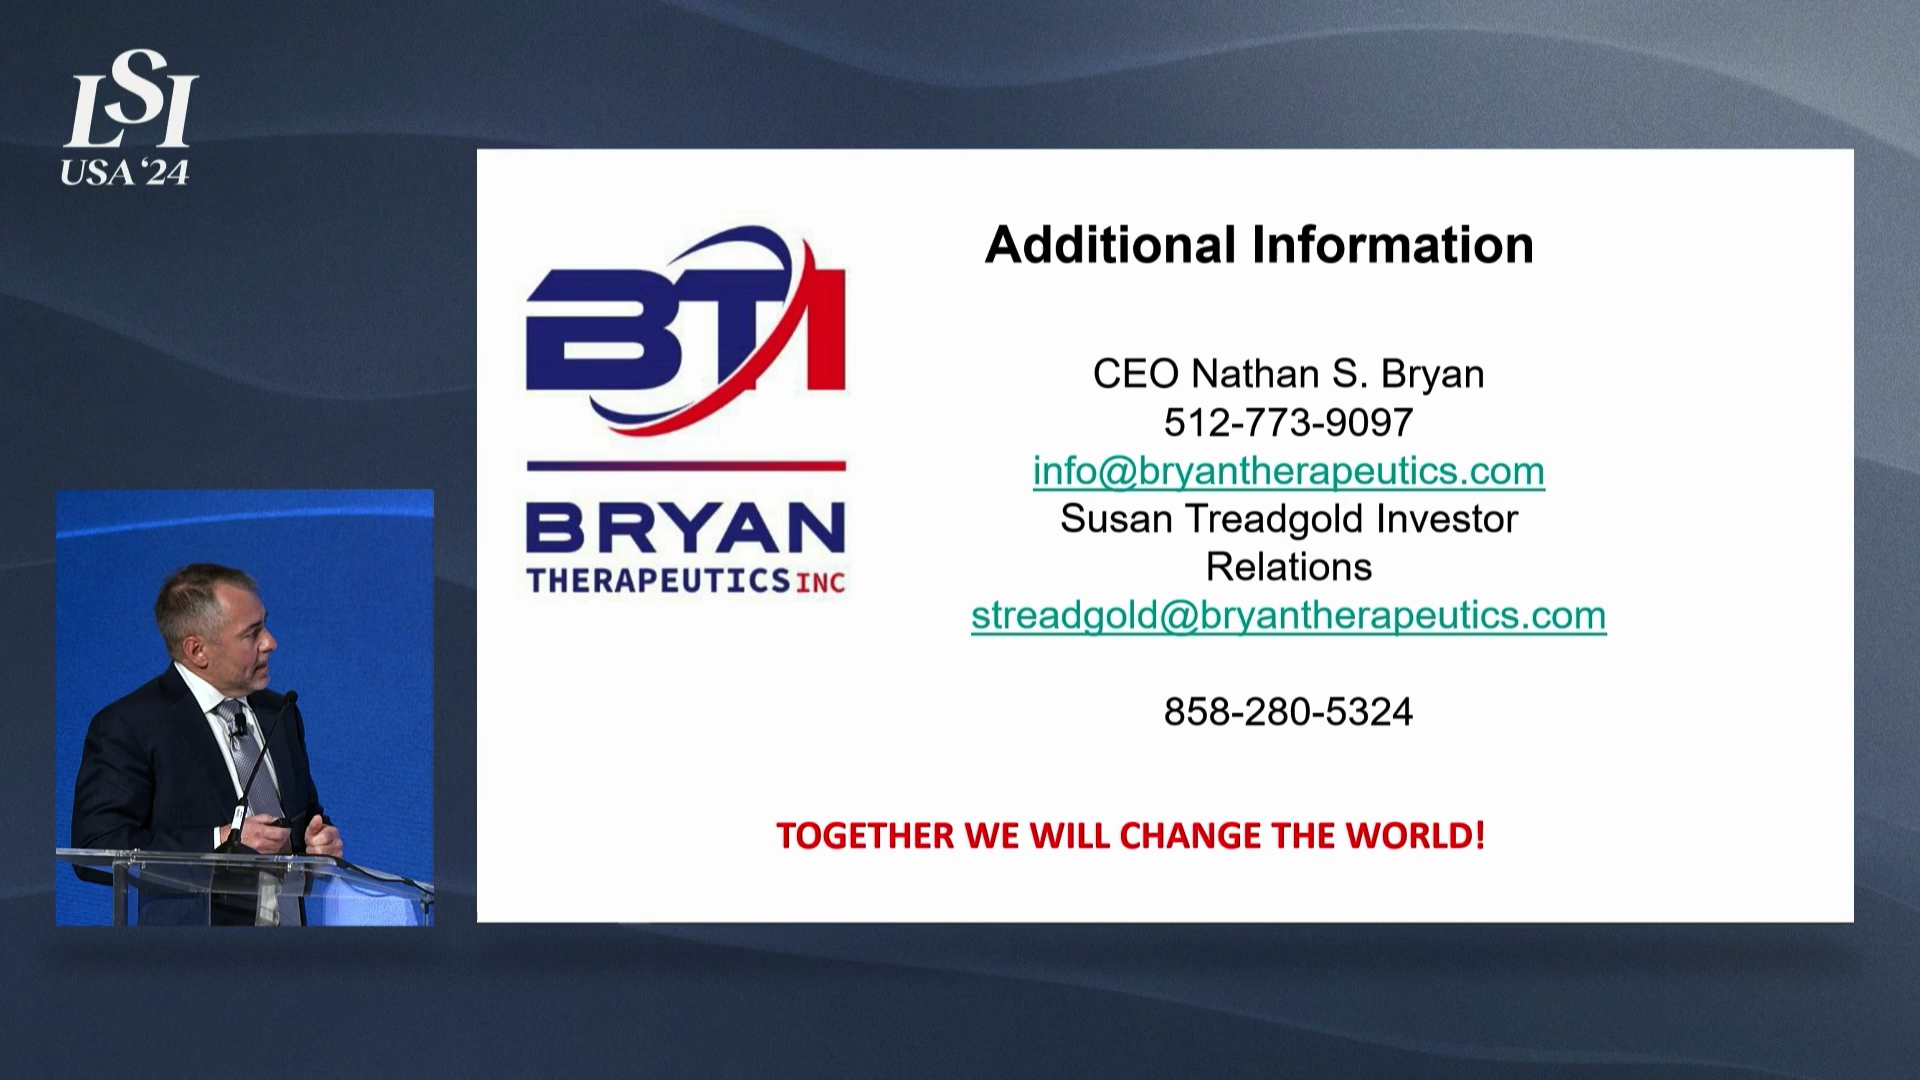 LSI
USA '24
BTI
BRYAN
THERAPEUTICS INC
Additional Information
CEO Nathan S. Bryan
512-773-9097
info@bryantherapeutics.com
Susan Treadgold Investor
Relations
streadgold@bryantherapeutics.com
858-280-5324
TOGETHER WE WILL CHANGE THE WORLD!